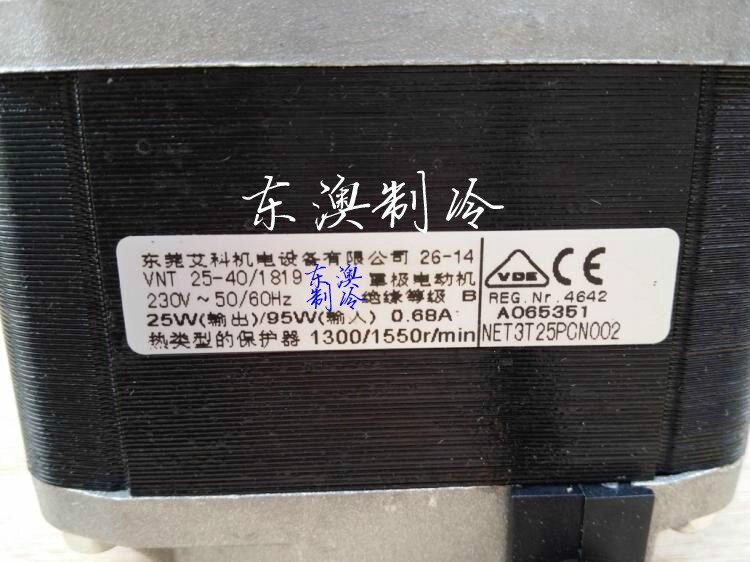 东澳制冷
东莞艾科机电设备有限公司 26-14
VNT 25-40/1819 罩极电动机
东澳
制冷
230V ~ 50/60Hz 绝缘等级 B
25W(输出)/95W(输入) 0.68A
热类型的保护器 1300/1550r/min
VDE CE
REG. Nr. 4642
A065351
NET3T25PCN002